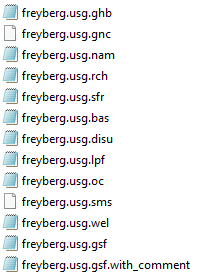 freyberg.usg.ghb
freyberg.usg.gnc
freyberg.usg.nam
freyberg.usg.rch
freyberg.usg.sfr
freyberg.usg.bas
freyberg.usg.disu
freyberg.usg.lpf
freyberg.usg.oc
freyberg.usg.sms
freyberg.usg.wel
freyberg.usg.gsf
freyberg.usg.gsf.with_comment